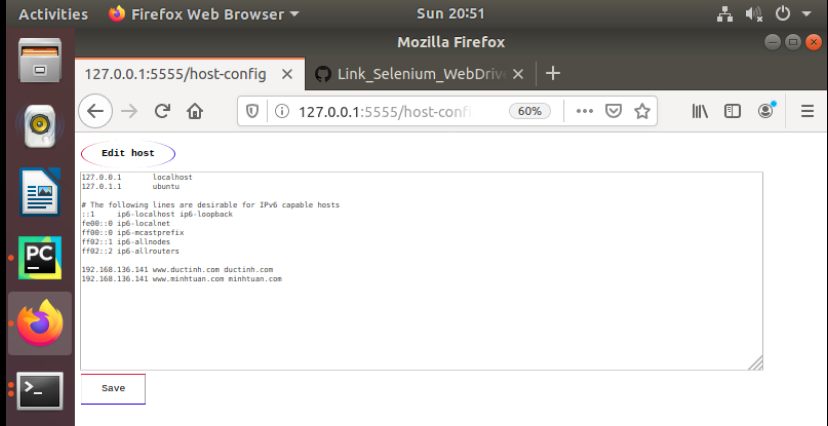 Activities
Firefox Web Browser
Sun 20:51
Mozilla Firefox
127.0.0.1:5555/host-config
Link_Selenium_WebDrive
127.0.0.1:5555/host-confi
60%
Edit host
127.0.0.1 localhost
127.0.1.1 ubuntu
# The following lines are desirable for IPv6 capable hosts
::1 ip6-localhost ip6-loopback
fe00::0 ip6-localnet
ff00::0 ip6-mcastprefix
ff02::1 ip6-allnodes
ff02::2 ip6-allrouters
192.168.136.141 www.ductinh.com ductinh.com
192.168.136.141 www.minhtuan.com minhtuan.com
Save
PC
>_